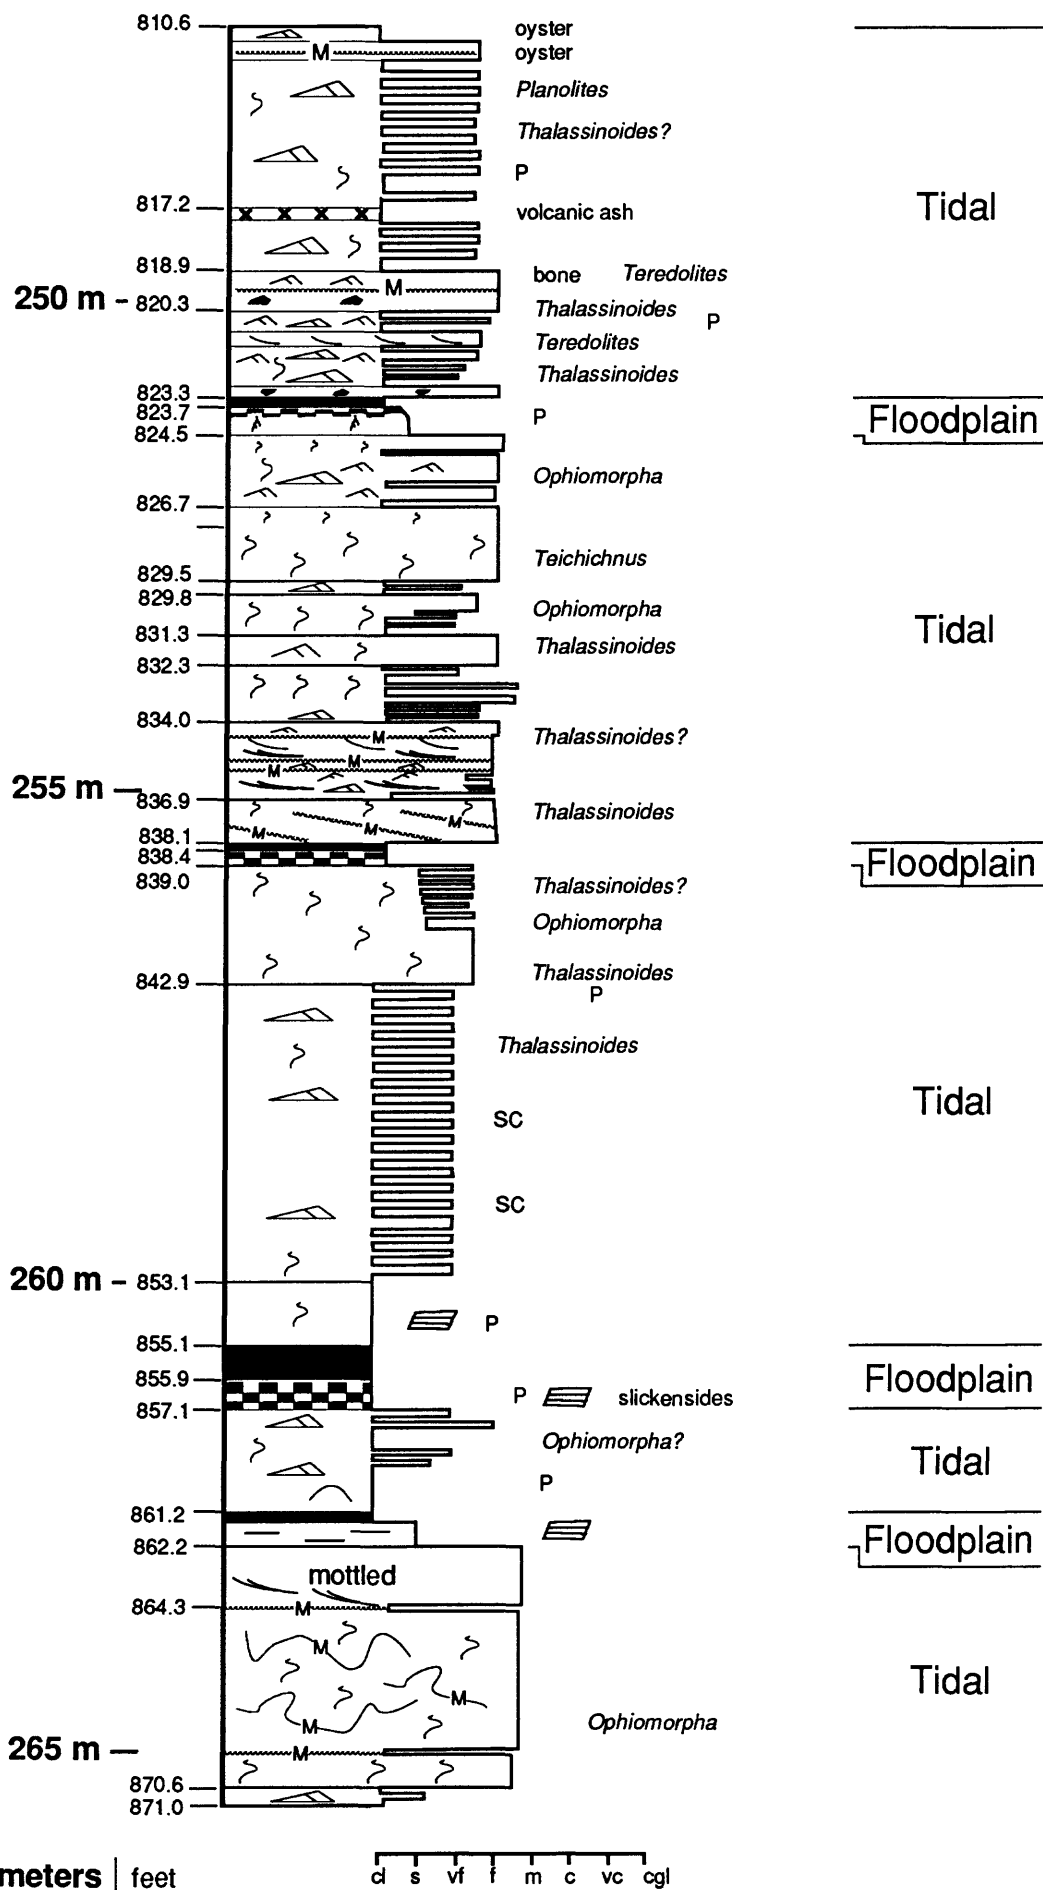 810.6 oyster
M oyster
Planolites
Thalassinoides?
P
817.2 volcanic ash Tidal
X X X X
818.9 bone Teredolites
M
250 m 820.3 Thalassinoides
P
Teredolites
Thalassinoides
823.3
823.7 P Floodplain
824.5
Ophiomorpha
826.7
Teichichnus
829.5
829.8 Ophiomorpha
831.3 Thalassinoides Tidal
832.3
834.0
M Thalassinoides?
M
M
255 m
836.9 Thalassinoides
M M M
838.1
838.4 Floodplain
839.0 Thalassinoides?
Ophiomorpha
Thalassinoides
842.9 P
Thalassinoides
SC Tidal
SC
260 m 853.1
P
855.1
855.9 Floodplain
P slickensides
857.1
Ophiomorpha?
Tidal
P
861.2
Floodplain
862.2
mottled
864.3 M
M
Tidal
M
M Ophiomorpha
265 m M
870.6
871.0
meters feet cl s vf f m c vc cgl